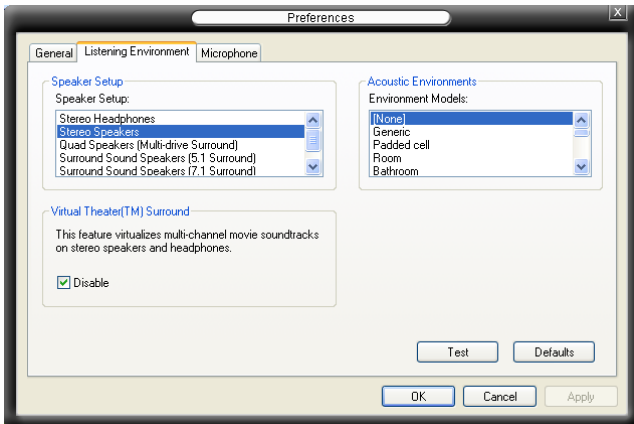 Preferences
X
General Listening Environment Microphone
Speaker Setup
Speaker Setup:
Stereo Headphones
Stereo Speakers
Quad Speakers (Multi-drive Surround)
Surround Sound Speakers (5.1 Surround)
Surround Sound Speakers (7.1 Surround)
Acoustic Environments
Environment Models:
[None]
Generic
Padded cell
Room
Bathroom
Virtual Theater(TM) Surround
This feature virtualizes multi-channel movie soundtracks
on stereo speakers and headphones.
Disable
Test Defaults
OK Cancel Apply